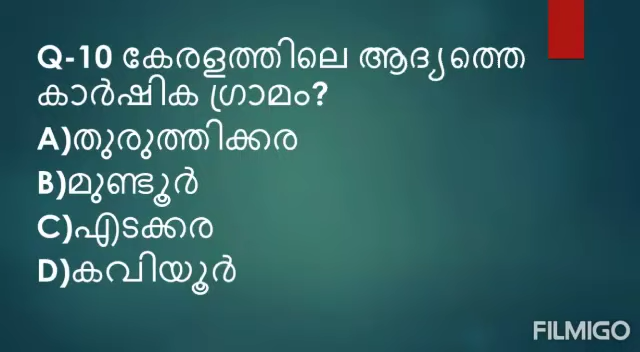 Q-10 കേരളത്തിലെ ആദ്യത്തെ
കാർഷിക ഗ്രാമം?
A)തുരുത്തിക്കര
B)മുണ്ടൂർ
C)എടക്കര
D)കവിയൂർ
FILMIGO